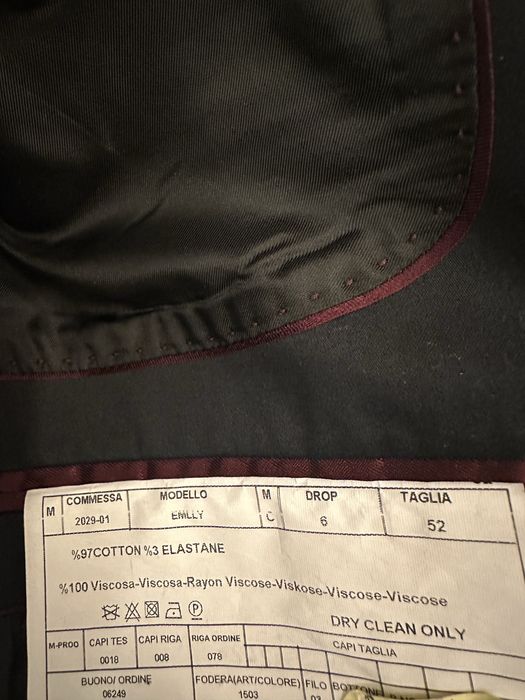 M COMMESSA MODELLO M DROP TAGLIA
2029-01 EMLLY C 6 52
%97COTTON %3 ELASTANE
%100 Viscosa-Viscosa-Rayon Viscose-Viskose-Viscose-Viscose
DRY CLEAN ONLY
M-PROD CAPI TES CAPI RIGA RIGA ORDINE CAPI TAGLIA
0018 008 078
BUONO/ ORDINE FODERA(ART/COLORE) FILO
06249 1503 03